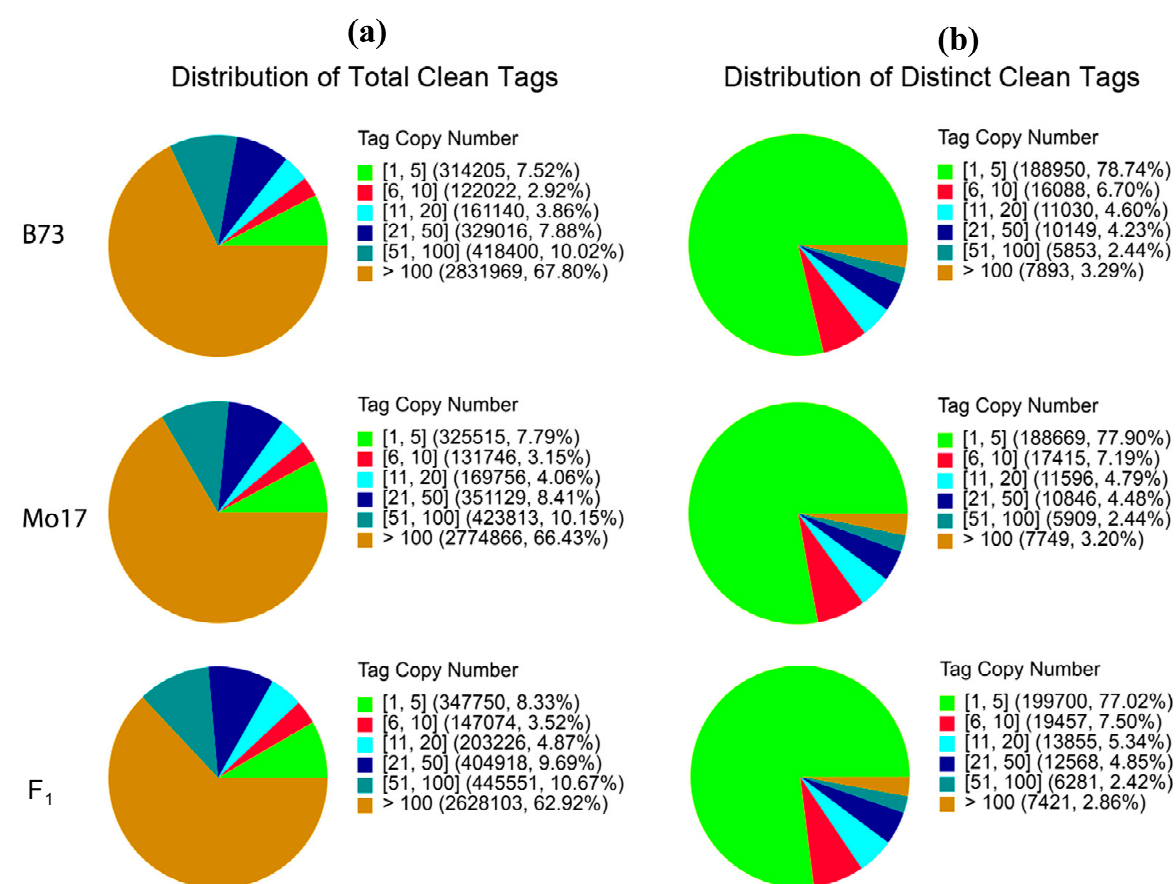 (a)
Distribution of Total Clean Tags
B73
Tag Copy Number
[1, 5] (314205, 7.52%)
[6, 10] (122022, 2.92%)
[11, 20] (161140, 3.86%)
[21, 50] (329016, 7.88%)
[51, 100] (418400, 10.02%)
> 100 (2831969, 67.80%)
Mo17
Tag Copy Number
[1, 5] (325515, 7.79%)
[6, 10] (131746, 3.15%)
[11, 20] (169756, 4.06%)
[21, 50] (351129, 8.41%)
[51, 100] (423813, 10.15%)
> 100 (2774866, 66.43%)
F1
Tag Copy Number
[1, 5] (347750, 8.33%)
[6, 10] (147074, 3.52%)
[11, 20] (203226, 4.87%)
[21, 50] (404918, 9.69%)
[51, 100] (445551, 10.67%)
> 100 (2628103, 62.92%)
(b)
Distribution of Distinct Clean Tags
Tag Copy Number
[1, 5] (188950, 78.74%)
[6, 10] (16088, 6.70%)
[11, 20] (11030, 4.60%)
[21, 50] (10149, 4.23%)
[51, 100] (5853, 2.44%)
> 100 (7893, 3.29%)
Tag Copy Number
[1, 5] (188669, 77.90%)
[6, 10] (17415, 7.19%)
[11, 20] (11596, 4.79%)
[21, 50] (10846, 4.48%)
[51, 100] (5909, 2.44%)
> 100 (7749, 3.20%)
Tag Copy Number
[1, 5] (199700, 77.02%)
[6, 10] (19457, 7.50%)
[11, 20] (13855, 5.34%)
[21, 50] (12568, 4.85%)
[51, 100] (6281, 2.42%)
> 100 (7421, 2.86%)